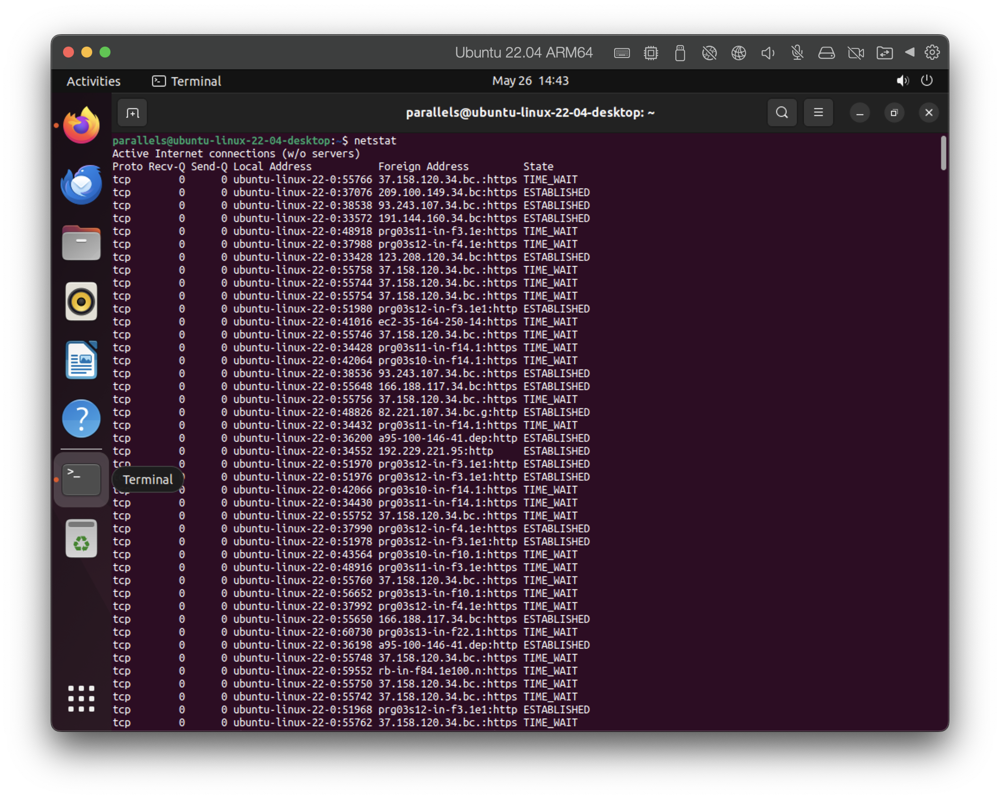 Ubuntu 22.04 ARM64
Activities Terminal May 26 14:43
parallels@ubuntu-linux-22-04-desktop: ~
parallels@ubuntu-linux-22-04-desktop:~$ netstat
Active Internet connections (w/o servers)
Proto Recv-Q Send-Q Local Address Foreign Address State
tcp 0 0 ubuntu-linux-22-0:55766 37.158.120.34.bc.:https TIME_WAIT
tcp 0 0 ubuntu-linux-22-0:37076 209.100.149.34.bc:https ESTABLISHED
tcp 0 0 ubuntu-linux-22-0:38538 93.243.107.34.bc.:https ESTABLISHED
tcp 0 0 ubuntu-linux-22-0:33572 191.144.160.34.bc:https ESTABLISHED
tcp 0 0 ubuntu-linux-22-0:48918 prg03s11-in-f3.1e:https TIME_WAIT
tcp 0 0 ubuntu-linux-22-0:37988 prg03s12-in-f4.1e:https TIME_WAIT
tcp 0 0 ubuntu-linux-22-0:33428 123.208.120.34.bc:https ESTABLISHED
tcp 0 0 ubuntu-linux-22-0:55758 37.158.120.34.bc.:https TIME_WAIT
tcp 0 0 ubuntu-linux-22-0:55744 37.158.120.34.bc.:https TIME_WAIT
tcp 0 0 ubuntu-linux-22-0:55754 37.158.120.34.bc.:https TIME_WAIT
tcp 0 0 ubuntu-linux-22-0:51980 prg03s12-in-f3.1e1:http ESTABLISHED
tcp 0 0 ubuntu-linux-22-0:41016 ec2-35-164-250-14:https TIME_WAIT
tcp 0 0 ubuntu-linux-22-0:55746 37.158.120.34.bc.:https TIME_WAIT
tcp 0 0 ubuntu-linux-22-0:34428 prg03s11-in-f14.1:https TIME_WAIT
tcp 0 0 ubuntu-linux-22-0:42064 prg03s10-in-f14.1:https TIME_WAIT
tcp 0 0 ubuntu-linux-22-0:38536 93.243.107.34.bc.:https ESTABLISHED
tcp 0 0 ubuntu-linux-22-0:55648 166.188.117.34.bc:https ESTABLISHED
tcp 0 0 ubuntu-linux-22-0:55756 37.158.120.34.bc.:https TIME_WAIT
tcp 0 0 ubuntu-linux-22-0:48826 82.221.107.34.bc.g:http ESTABLISHED
tcp 0 0 ubuntu-linux-22-0:34432 prg03s11-in-f14.1:https TIME_WAIT
tcp 0 0 ubuntu-linux-22-0:36200 a95-100-146-41.dep:http ESTABLISHED
tcp 0 0 ubuntu-linux-22-0:34552 192.229.221.95:http ESTABLISHED
tcp 0 0 ubuntu-linux-22-0:51970 prg03s12-in-f3.1e1:http ESTABLISHED
Terminal 0 ubuntu-linux-22-0:51976 prg03s12-in-f3.1e1:http ESTABLISHED
tcp 0 0 ubuntu-linux-22-0:42066 prg03s10-in-f14.1:https TIME_WAIT
tcp 0 0 ubuntu-linux-22-0:34430 prg03s11-in-f14.1:https TIME_WAIT
tcp 0 0 ubuntu-linux-22-0:55752 37.158.120.34.bc.:https TIME_WAIT
tcp 0 0 ubuntu-linux-22-0:37990 prg03s12-in-f4.1e:https ESTABLISHED
tcp 0 0 ubuntu-linux-22-0:51978 prg03s12-in-f3.1e1:http ESTABLISHED
tcp 0 0 ubuntu-linux-22-0:43564 prg03s10-in-f10.1:https TIME_WAIT
tcp 0 0 ubuntu-linux-22-0:48916 prg03s11-in-f3.1e:https TIME_WAIT
tcp 0 0 ubuntu-linux-22-0:55760 37.158.120.34.bc.:https TIME_WAIT
tcp 0 0 ubuntu-linux-22-0:56652 prg03s13-in-f10.1:https TIME_WAIT
tcp 0 0 ubuntu-linux-22-0:37992 prg03s12-in-f4.1e:https TIME_WAIT
tcp 0 0 ubuntu-linux-22-0:55650 166.188.117.34.bc:https ESTABLISHED
tcp 0 0 ubuntu-linux-22-0:60730 prg03s13-in-f22.1:https TIME_WAIT
tcp 0 0 ubuntu-linux-22-0:36198 a95-100-146-41.dep:http ESTABLISHED
tcp 0 0 ubuntu-linux-22-0:55748 37.158.120.34.bc.:https TIME_WAIT
tcp 0 0 ubuntu-linux-22-0:59552 rb-in-f84.1e100.n:https TIME_WAIT
tcp 0 0 ubuntu-linux-22-0:55750 37.158.120.34.bc.:https TIME_WAIT
tcp 0 0 ubuntu-linux-22-0:55742 37.158.120.34.bc.:https TIME_WAIT
tcp 0 0 ubuntu-linux-22-0:51968 prg03s12-in-f3.1e1:http ESTABLISHED
tcp 0 0 ubuntu-linux-22-0:55762 37.158.120.34.bc.:https TIME_WAIT